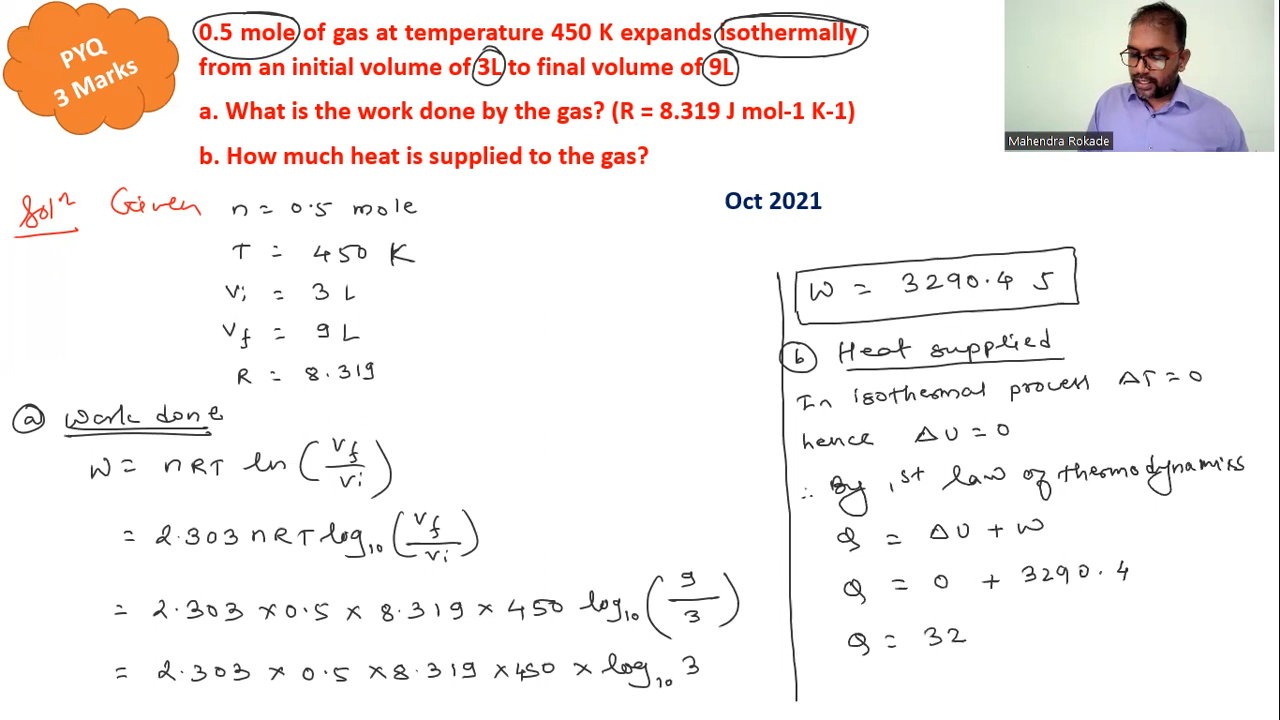 PYQ
3 Marks
0.5 mole of gas at temperature 450 K expands isothermally
from an initial volume of 3L to final volume of 9L
a. What is the work done by the gas? (R = 8.319 J mol-1 K-1)
b. How much heat is supplied to the gas?
Mahendra Rokade
Oct 2021
Solⁿ Given n = 0.5 mole
T = 450 K
Vi = 3 L
Vf = 9 L
R = 8.319
ⓐ Work done
W = nRT ln (Vf/Vi)
= 2.303 nRT log₁₀ (Vf/Vi)
= 2.303 × 0.5 × 8.319 × 450 log₁₀ (9/3)
= 2.303 × 0.5 × 8.319 × 450 × log₁₀ 3
W = 3290.4 J
ⓑ Heat supplied
In isothermal process ΔT = 0
hence ΔU = 0
∴ By 1st law of thermodynamics
Q = ΔU + W
Q = 0 + 3290.4
Q = 32